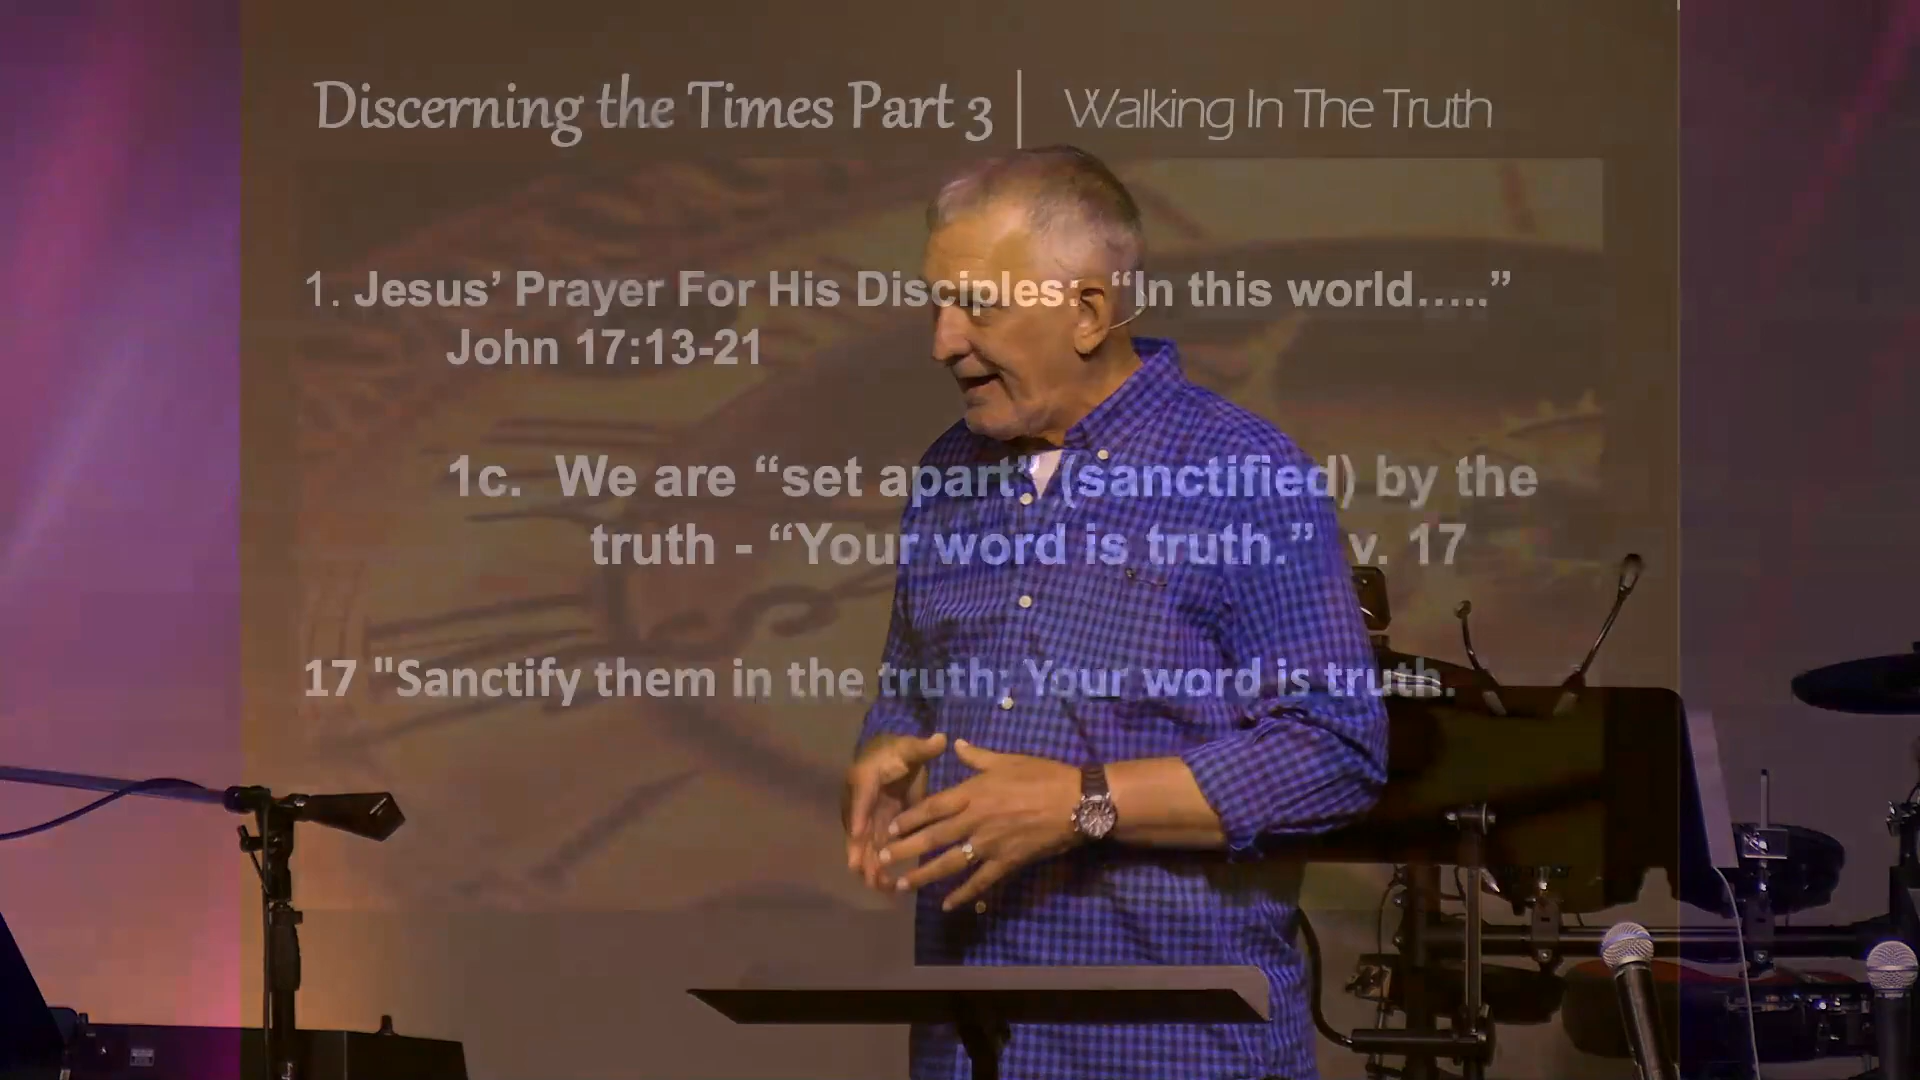 Discerning the Times Part 3 | Walking In The Truth
1. Jesus’ Prayer For His Disciples: “In this world…..”
John 17:13-21
1c. We are “set apart” (sanctified) by the
truth - “Your word is truth.” v. 17
17 "Sanctify them in the truth; Your word is truth.